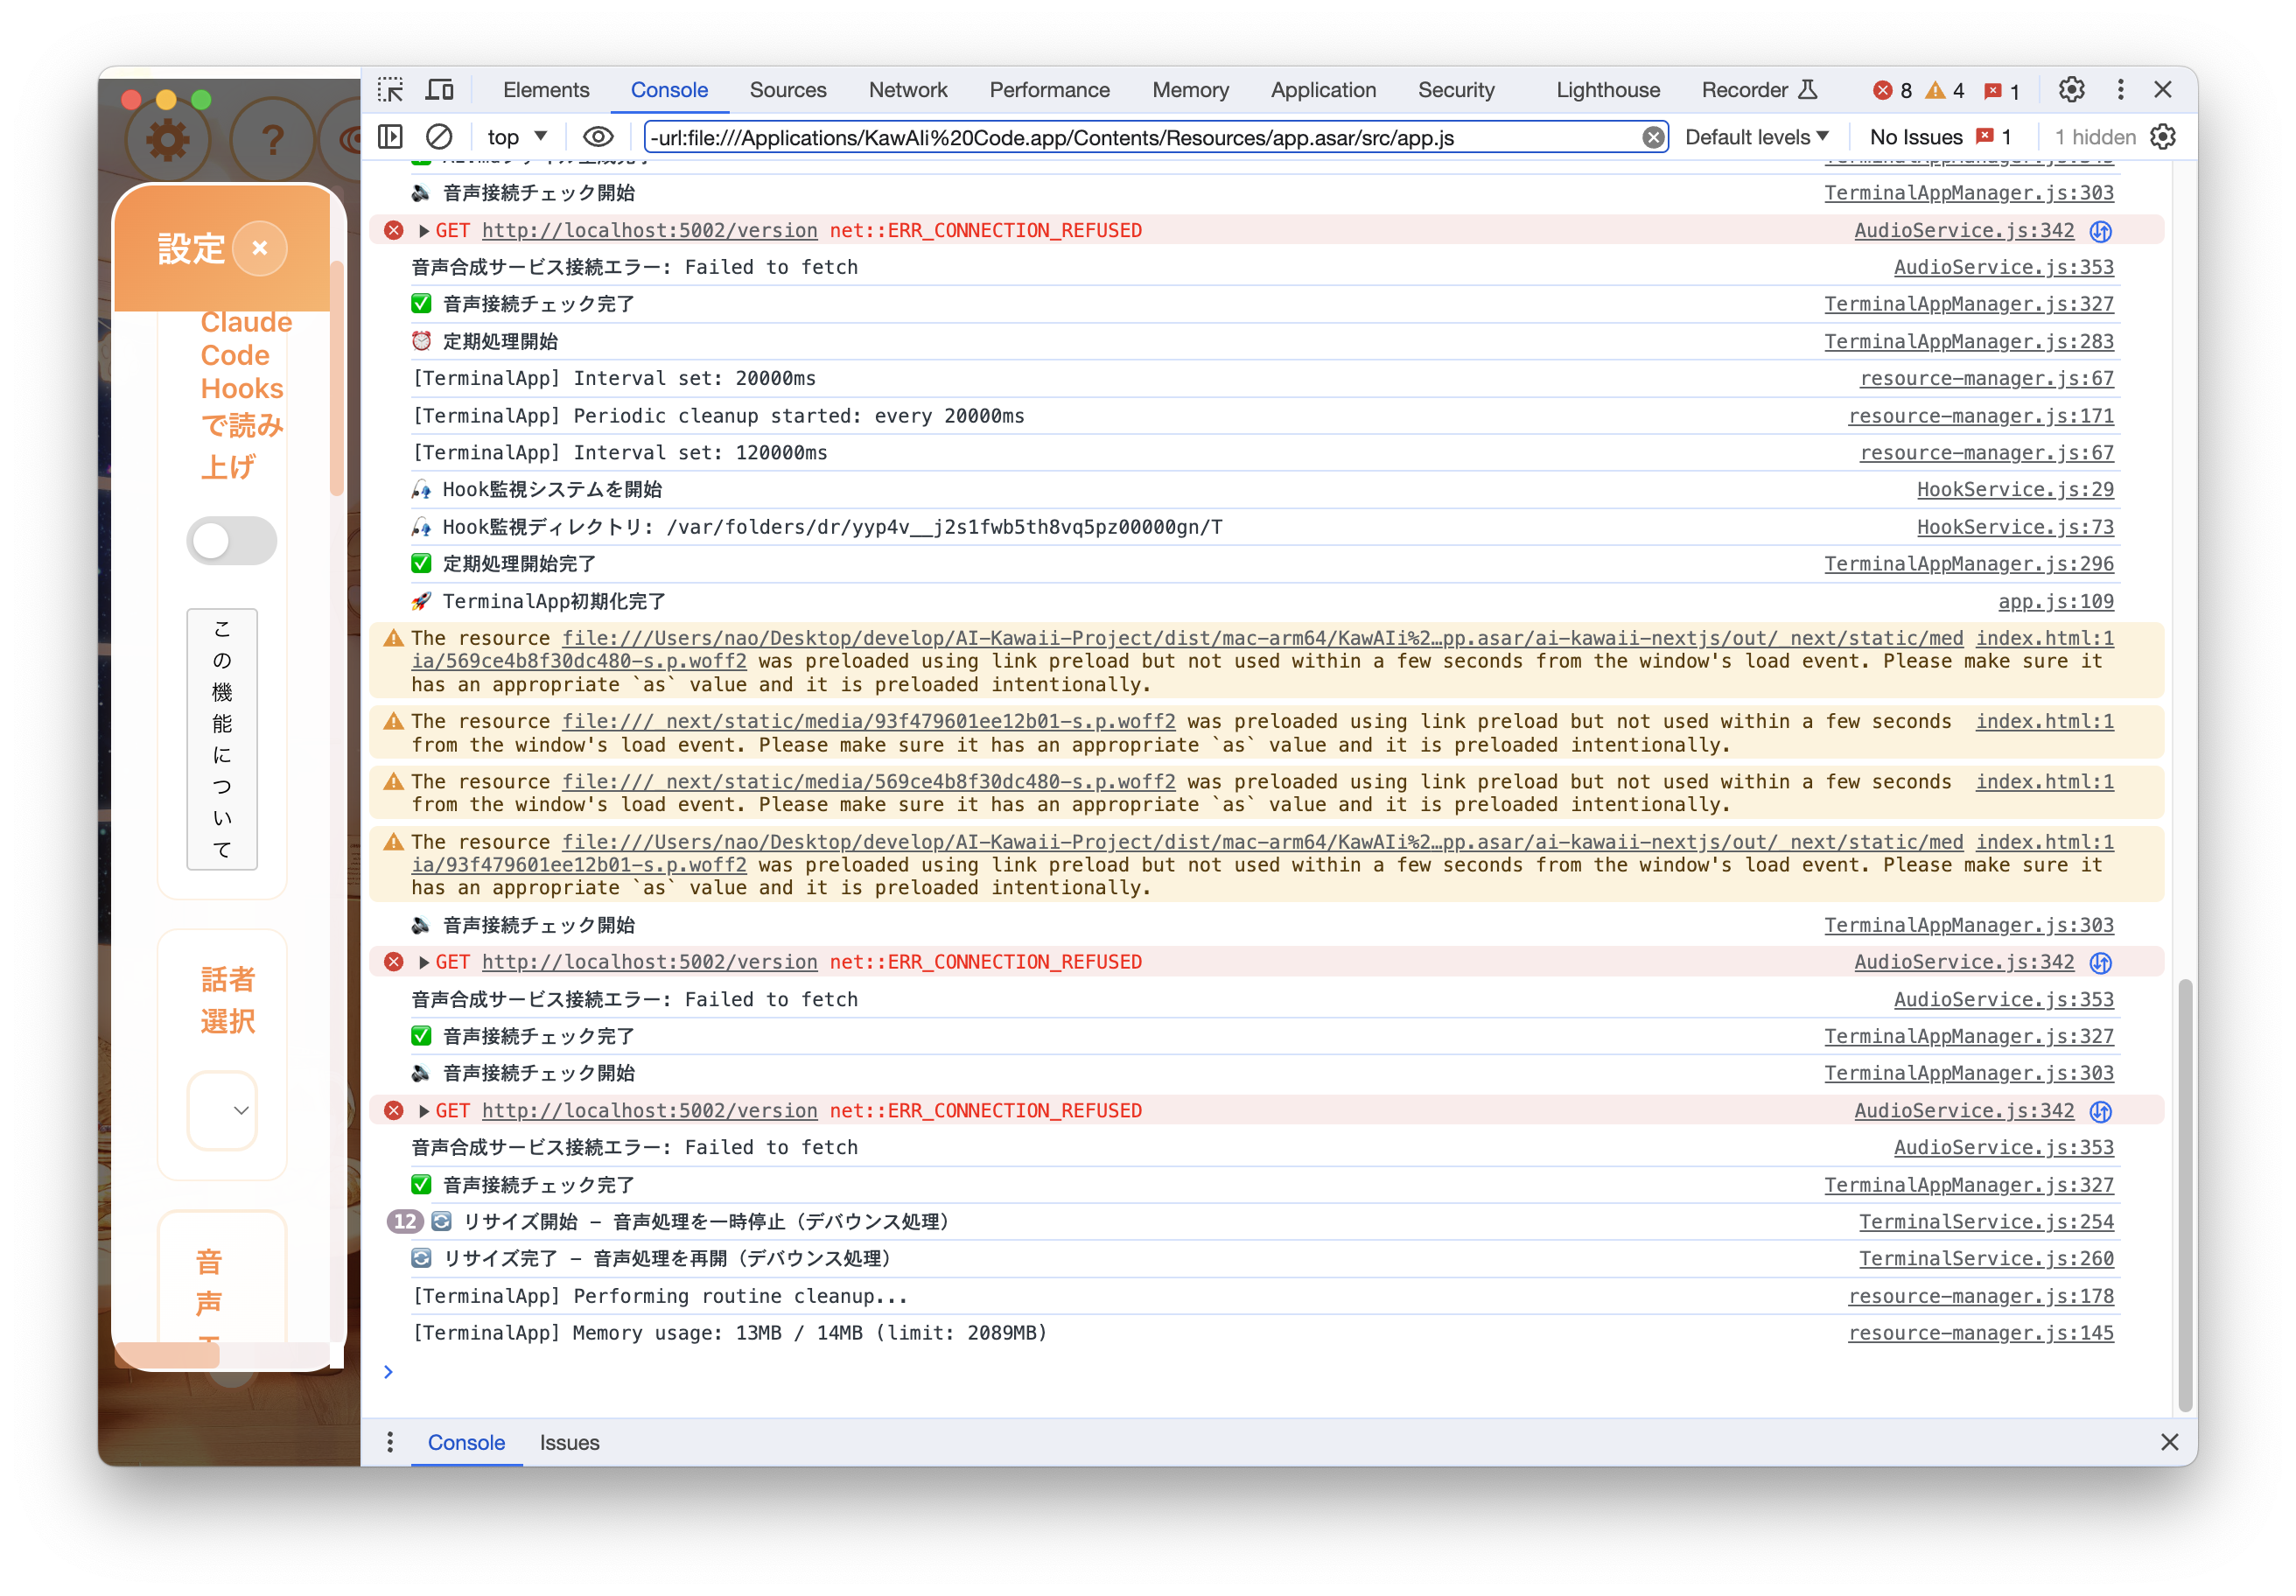 Elements
Console
Sources
Network
Performance
Memory
Application
Security
Lighthouse
Recorder
8
4
1
top
-url:file:///Applications/KawAIi%20Code.app/Contents/Resources/app.asar/src/app.js
Default levels
No Issues
1
1 hidden
?
設定
×
Claude
Code
Hooks
で読み
上げ
こ
の
機
能
に
つ
い
て
話者
選択
音
声
🔊 音声接続チェック開始 TerminalAppManager.js:303
GET http://localhost:5002/version net::ERR_CONNECTION_REFUSED AudioService.js:342
音声合成サービス接続エラー: Failed to fetch AudioService.js:353
✅ 音声接続チェック完了 TerminalAppManager.js:327
⏰ 定期処理開始 TerminalAppManager.js:283
[TerminalApp] Interval set: 20000ms resource-manager.js:67
[TerminalApp] Periodic cleanup started: every 20000ms resource-manager.js:171
[TerminalApp] Interval set: 120000ms resource-manager.js:67
🎣 Hook監視システムを開始 HookService.js:29
🎣 Hook監視ディレクトリ: /var/folders/dr/yyp4v__j2s1fwb5th8vq5pz00000gn/T HookService.js:73
✅ 定期処理開始完了 TerminalAppManager.js:296
🚀 TerminalApp初期化完了 app.js:109
The resource file:///Users/nao/Desktop/develop/AI-Kawaii-Project/dist/mac-arm64/KawAIi%2…pp.asar/ai-kawaii-nextjs/out/_next/static/med index.html:1
ia/569ce4b8f30dc480-s.p.woff2 was preloaded using link preload but not used within a few seconds from the window's load event. Please make sure it
has an appropriate `as` value and it is preloaded intentionally.
The resource file:///_next/static/media/93f479601ee12b01-s.p.woff2 was preloaded using link preload but not used within a few seconds index.html:1
from the window's load event. Please make sure it has an appropriate `as` value and it is preloaded intentionally.
The resource file:///_next/static/media/569ce4b8f30dc480-s.p.woff2 was preloaded using link preload but not used within a few seconds index.html:1
from the window's load event. Please make sure it has an appropriate `as` value and it is preloaded intentionally.
The resource file:///Users/nao/Desktop/develop/AI-Kawaii-Project/dist/mac-arm64/KawAIi%2…pp.asar/ai-kawaii-nextjs/out/_next/static/med index.html:1
ia/93f479601ee12b01-s.p.woff2 was preloaded using link preload but not used within a few seconds from the window's load event. Please make sure it
has an appropriate `as` value and it is preloaded intentionally.
🔊 音声接続チェック開始 TerminalAppManager.js:303
GET http://localhost:5002/version net::ERR_CONNECTION_REFUSED AudioService.js:342
音声合成サービス接続エラー: Failed to fetch AudioService.js:353
✅ 音声接続チェック完了 TerminalAppManager.js:327
🔊 音声接続チェック開始 TerminalAppManager.js:303
GET http://localhost:5002/version net::ERR_CONNECTION_REFUSED AudioService.js:342
音声合成サービス接続エラー: Failed to fetch AudioService.js:353
✅ 音声接続チェック完了 TerminalAppManager.js:327
12 🔄 リサイズ開始 - 音声処理を一時停止（デバウンス処理） TerminalService.js:254
🔄 リサイズ完了 - 音声処理を再開（デバウンス処理） TerminalService.js:260
[TerminalApp] Performing routine cleanup... resource-manager.js:178
[TerminalApp] Memory usage: 13MB / 14MB (limit: 2089MB) resource-manager.js:145
Console
Issues